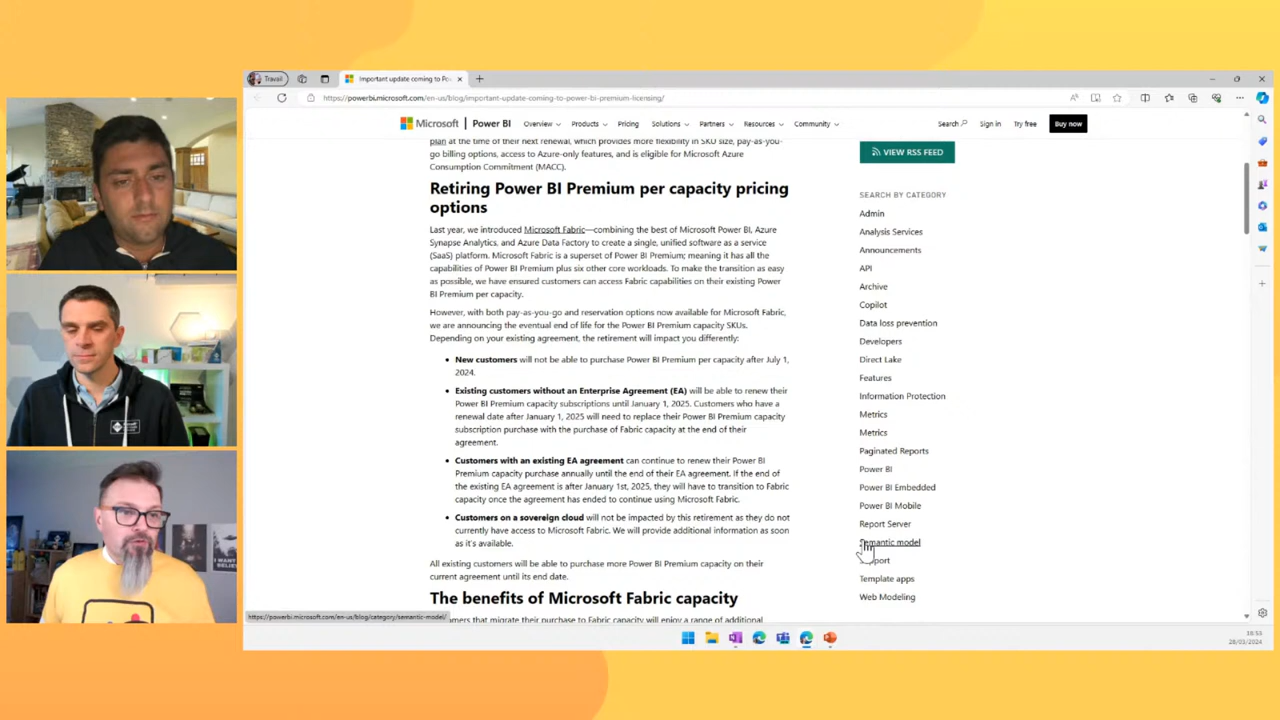 Travail
Important update coming to Po
https://powerbi.microsoft.com/en-us/blog/important-update-coming-to-power-bi-premium-licensing/
Microsoft | Power BI
Overview
Products
Pricing
Solutions
Partners
Resources
Community
Search
Sign in
Try free
Buy now
plan at the time of their next renewal, which provides more flexibility in SKU size, pay-as-you-
go billing options, access to Azure-only features, and is eligible for Microsoft Azure
Consumption Commitment (MACC).
Retiring Power BI Premium per capacity pricing
options
Last year, we introduced Microsoft Fabric—combining the best of Microsoft Power BI, Azure
Synapse Analytics, and Azure Data Factory to create a single, unified software as a service
(SaaS) platform. Microsoft Fabric is a superset of Power BI Premium; meaning it has all the
capabilities of Power BI Premium plus six other core workloads. To make the transition as easy
as possible, we have ensured customers can access Fabric capabilities on their existing Power
BI Premium per capacity.
However, with both pay-as-you-go and reservation options now available for Microsoft Fabric,
we are announcing the eventual end of life for the Power BI Premium capacity SKUs.
Depending on your existing agreement, the retirement will impact you differently:
New customers will not be able to purchase Power BI Premium per capacity after July 1,
2024.
Existing customers without an Enterprise Agreement (EA) will be able to renew their
Power BI Premium capacity subscriptions until January 1, 2025. Customers who have a
renewal date after January 1, 2025 will need to replace their Power BI Premium capacity
subscription purchase with the purchase of Fabric capacity at the end of their
agreement.
Customers with an existing EA agreement can continue to renew their Power BI
Premium capacity purchase annually until the end of their EA agreement. If the end of
the existing EA agreement is after January 1st, 2025, they will have to transition to Fabric
capacity once the agreement has ended to continue using Microsoft Fabric.
Customers on a sovereign cloud will not be impacted by this retirement as they do not
currently have access to Microsoft Fabric. We will provide additional information as soon
as it's available.
All existing customers will be able to purchase more Power BI Premium capacity on their
current agreement until its end date.
The benefits of Microsoft Fabric capacity
VIEW RSS FEED
SEARCH BY CATEGORY
Admin
Analysis Services
Announcements
API
Archive
Copilot
Data loss prevention
Developers
Direct Lake
Features
Information Protection
Metrics
Metrics
Paginated Reports
Power BI
Power BI Embedded
Power BI Mobile
Report Server
Semantic model
Template apps
Web Modeling
https://powerbi.microsoft.com/en-us/blog/category/semantic-model/
18:53
28/03/2024